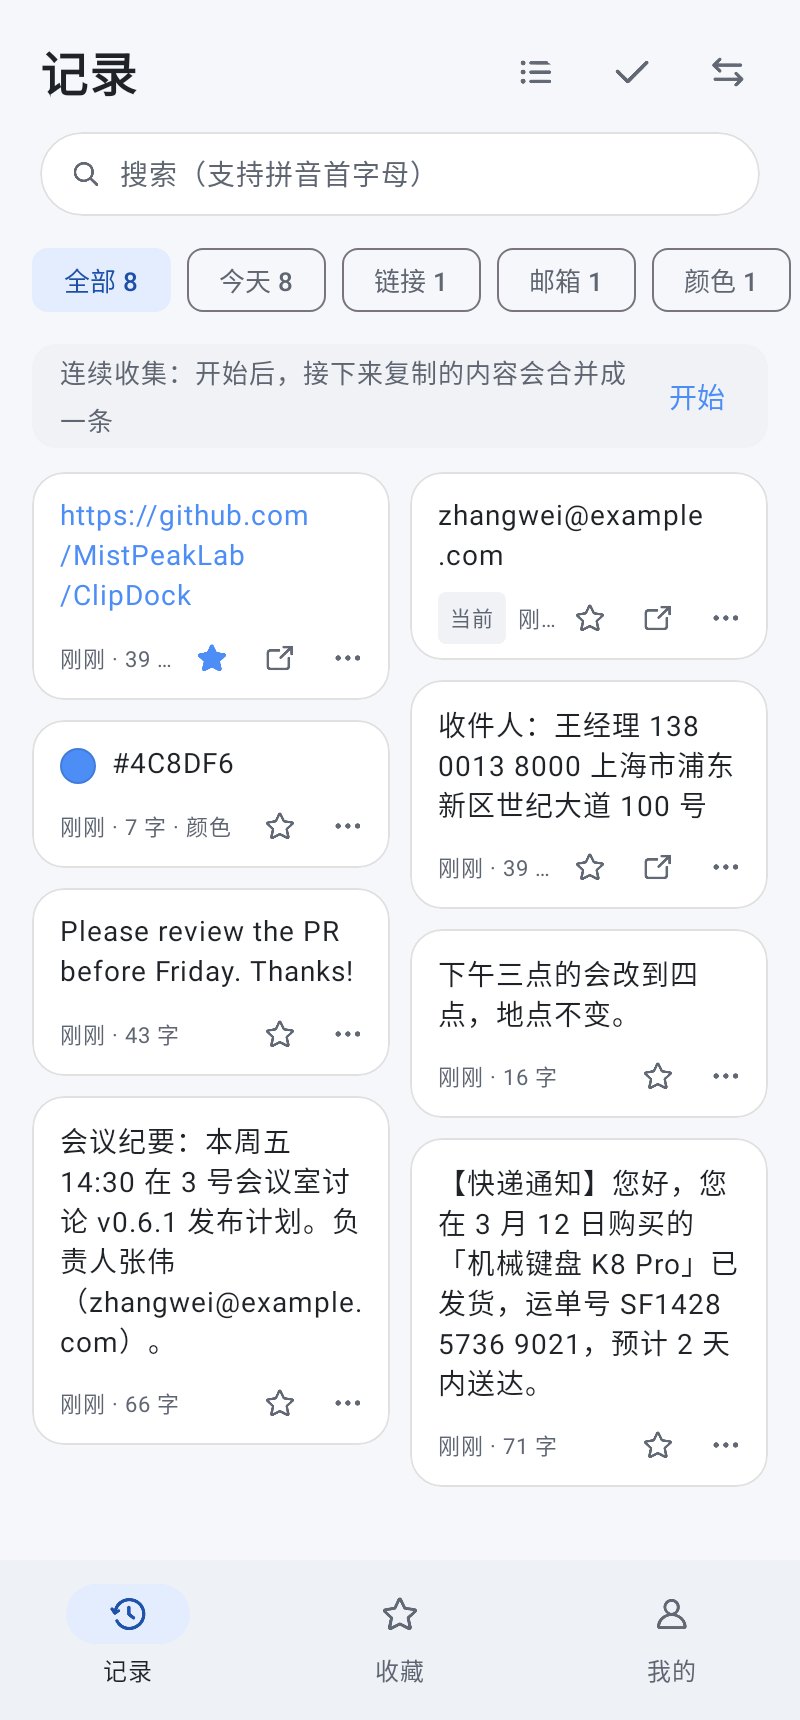 记录
搜索（支持拼音首字母）
全部 8
今天 8
链接 1
邮箱 1
颜色 1
连续收集：开始后，接下来复制的内容会合并成
一条
开始
https://github.com
/MistPeakLab
/ClipDock
刚刚 · 39 ...
zhangwei@example
.com
当前 刚...
#4C8DF6
刚刚 · 7 字 · 颜色
收件人：王经理 138
0013 8000 上海市浦东
新区世纪大道 100 号
刚刚 · 39 ...
Please review the PR
before Friday. Thanks!
刚刚 · 43 字
下午三点的会改到四
点，地点不变。
刚刚 · 16 字
会议纪要：本周五
14:30 在 3 号会议室讨
论 v0.6.1 发布计划。负
责人张伟
（zhangwei@example.
com）。
刚刚 · 66 字
【快递通知】您好，您
在 3 月 12 日购买的
「机械键盘 K8 Pro」已
发货，运单号 SF1428
5736 9021，预计 2 天
内送达。
刚刚 · 71 字
记录
收藏
我的